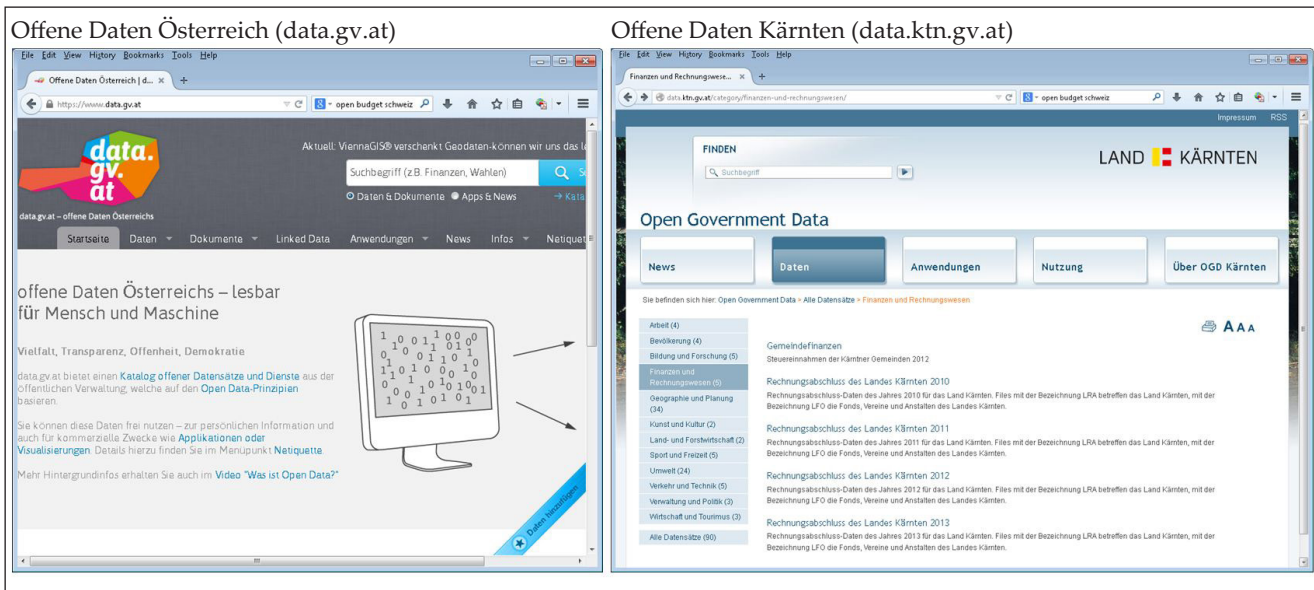 Offene Daten Österreich (data.gv.at)
File Edit View History Bookmarks Tools Help
Offene Daten Österreich | d... × +
https://www.data.gv.at
open budget schweiz
data.
gv.
at
data.gv.at – offene Daten Österreichs
Aktuell: ViennaGIS® verschenkt Geodaten-können wir uns das l
Suchbegriff (z.B. Finanzen, Wahlen)
Daten & Dokumente Apps & News → Kata
Startseite Daten Dokumente Linked Data Anwendungen News Infos Netiquet
offene Daten Österreichs – lesbar
für Mensch und Maschine
Vielfalt, Transparenz, Offenheit, Demokratie
data.gv.at bietet einen Katalog offener Datensätze und Dienste aus der
öffentlichen Verwaltung, welche auf den Open Data-Prinzipien
basieren.
Sie können diese Daten frei nutzen – zur persönlichen Information und
auch für kommerzielle Zwecke wie Applikationen oder
Visualisierungen. Details hierzu finden Sie im Menüpunkt Netiquette.
Mehr Hintergrundinfos erhalten Sie auch im Video "Was ist Open Data?"
Daten hinzufügen
Offene Daten Kärnten (data.ktn.gv.at)
File Edit View History Bookmarks Tools Help
Finanzen und Rechnungswese... × +
data.ktn.gv.at/category/finanzen-und-rechnungswesen/
open budget schweiz
Impressum RSS
FINDEN
Suchbegriff
LAND KÄRNTEN
Open Government Data
News Daten Anwendungen Nutzung Über OGD Kärnten
Sie befinden sich hier: Open Government Data » Alle Datensätze » Finanzen und Rechnungswesen
A A A
Arbeit (4)
Bevölkerung (4)
Bildung und Forschung (5)
Finanzen und
Rechnungswesen (5)
Geographie und Planung
(34)
Kunst und Kultur (2)
Land- und Forstwirtschaft (2)
Sport und Freizeit (5)
Umwelt (24)
Verkehr und Technik (5)
Verwaltung und Politik (3)
Wirtschaft und Tourimus (3)
Alle Datensätze (90)
Gemeindefinanzen
Steuereinnahmen der Kärntner Gemeinden 2012
Rechnungsabschluss des Landes Kärnten 2010
Rechnungsabschluss-Daten des Jahres 2010 für das Land Kärnten. Files mit der Bezeichnung LRA betreffen das Land Kärnten, mit der
Bezeichnung LFO die Fonds, Vereine und Anstalten des Landes Kärnten.
Rechnungsabschluss des Landes Kärnten 2011
Rechnungsabschluss-Daten des Jahres 2011 für das Land Kärnten. Files mit der Bezeichnung LRA betreffen das Land Kärnten, mit der
Bezeichnung LFO die Fonds, Vereine und Anstalten des Landes Kärnten.
Rechnungsabschluss des Landes Kärnten 2012
Rechnungsabschluss-Daten des Jahres 2012 für das Land Kärnten. Files mit der Bezeichnung LRA betreffen das Land Kärnten, mit der
Bezeichnung LFO die Fonds, Vereine und Anstalten des Landes Kärnten.
Rechnungsabschluss des Landes Kärnten 2013
Rechnungsabschluss-Daten des Jahres 2013 für das Land Kärnten. Files mit der Bezeichnung LRA betreffen das Land Kärnten, mit der
Bezeichnung LFO die Fonds, Vereine und Anstalten des Landes Kärnten.